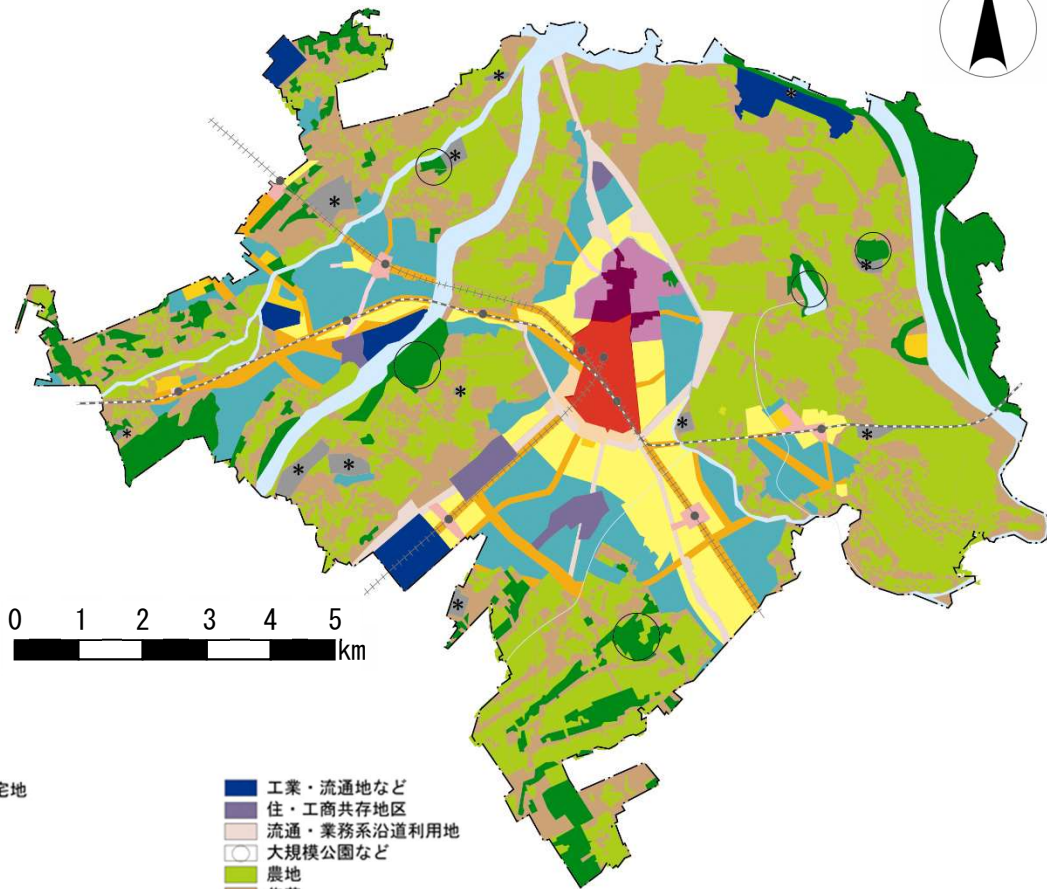 0 1 2 3 4 5
km
宅地
工業・流通地など
住・工商共存地区
流通・業務系沿道利用地
大規模公園など
農地